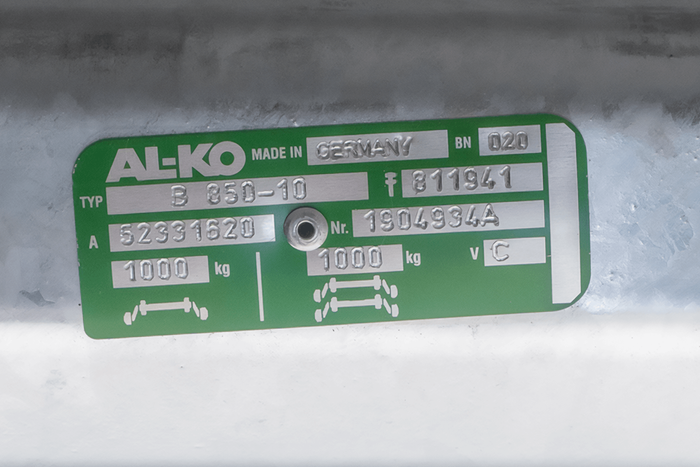 AL-KO MADE IN GERMANY BN 020
TYP B 850-10 811941
A 52331620 Nr. 1904934A
1000 kg 1000 kg V C